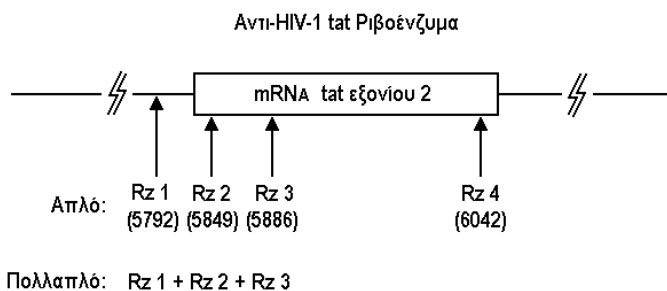 Αντι-HIV-1 tat Ριβοένζυμα
mRNA tat εξονίου 2
Απλό: Rz 1 Rz 2 Rz 3 Rz 4
(5792) (5849) (5886) (6042)
Πολλαπλό: Rz 1 + Rz 2 + Rz 3